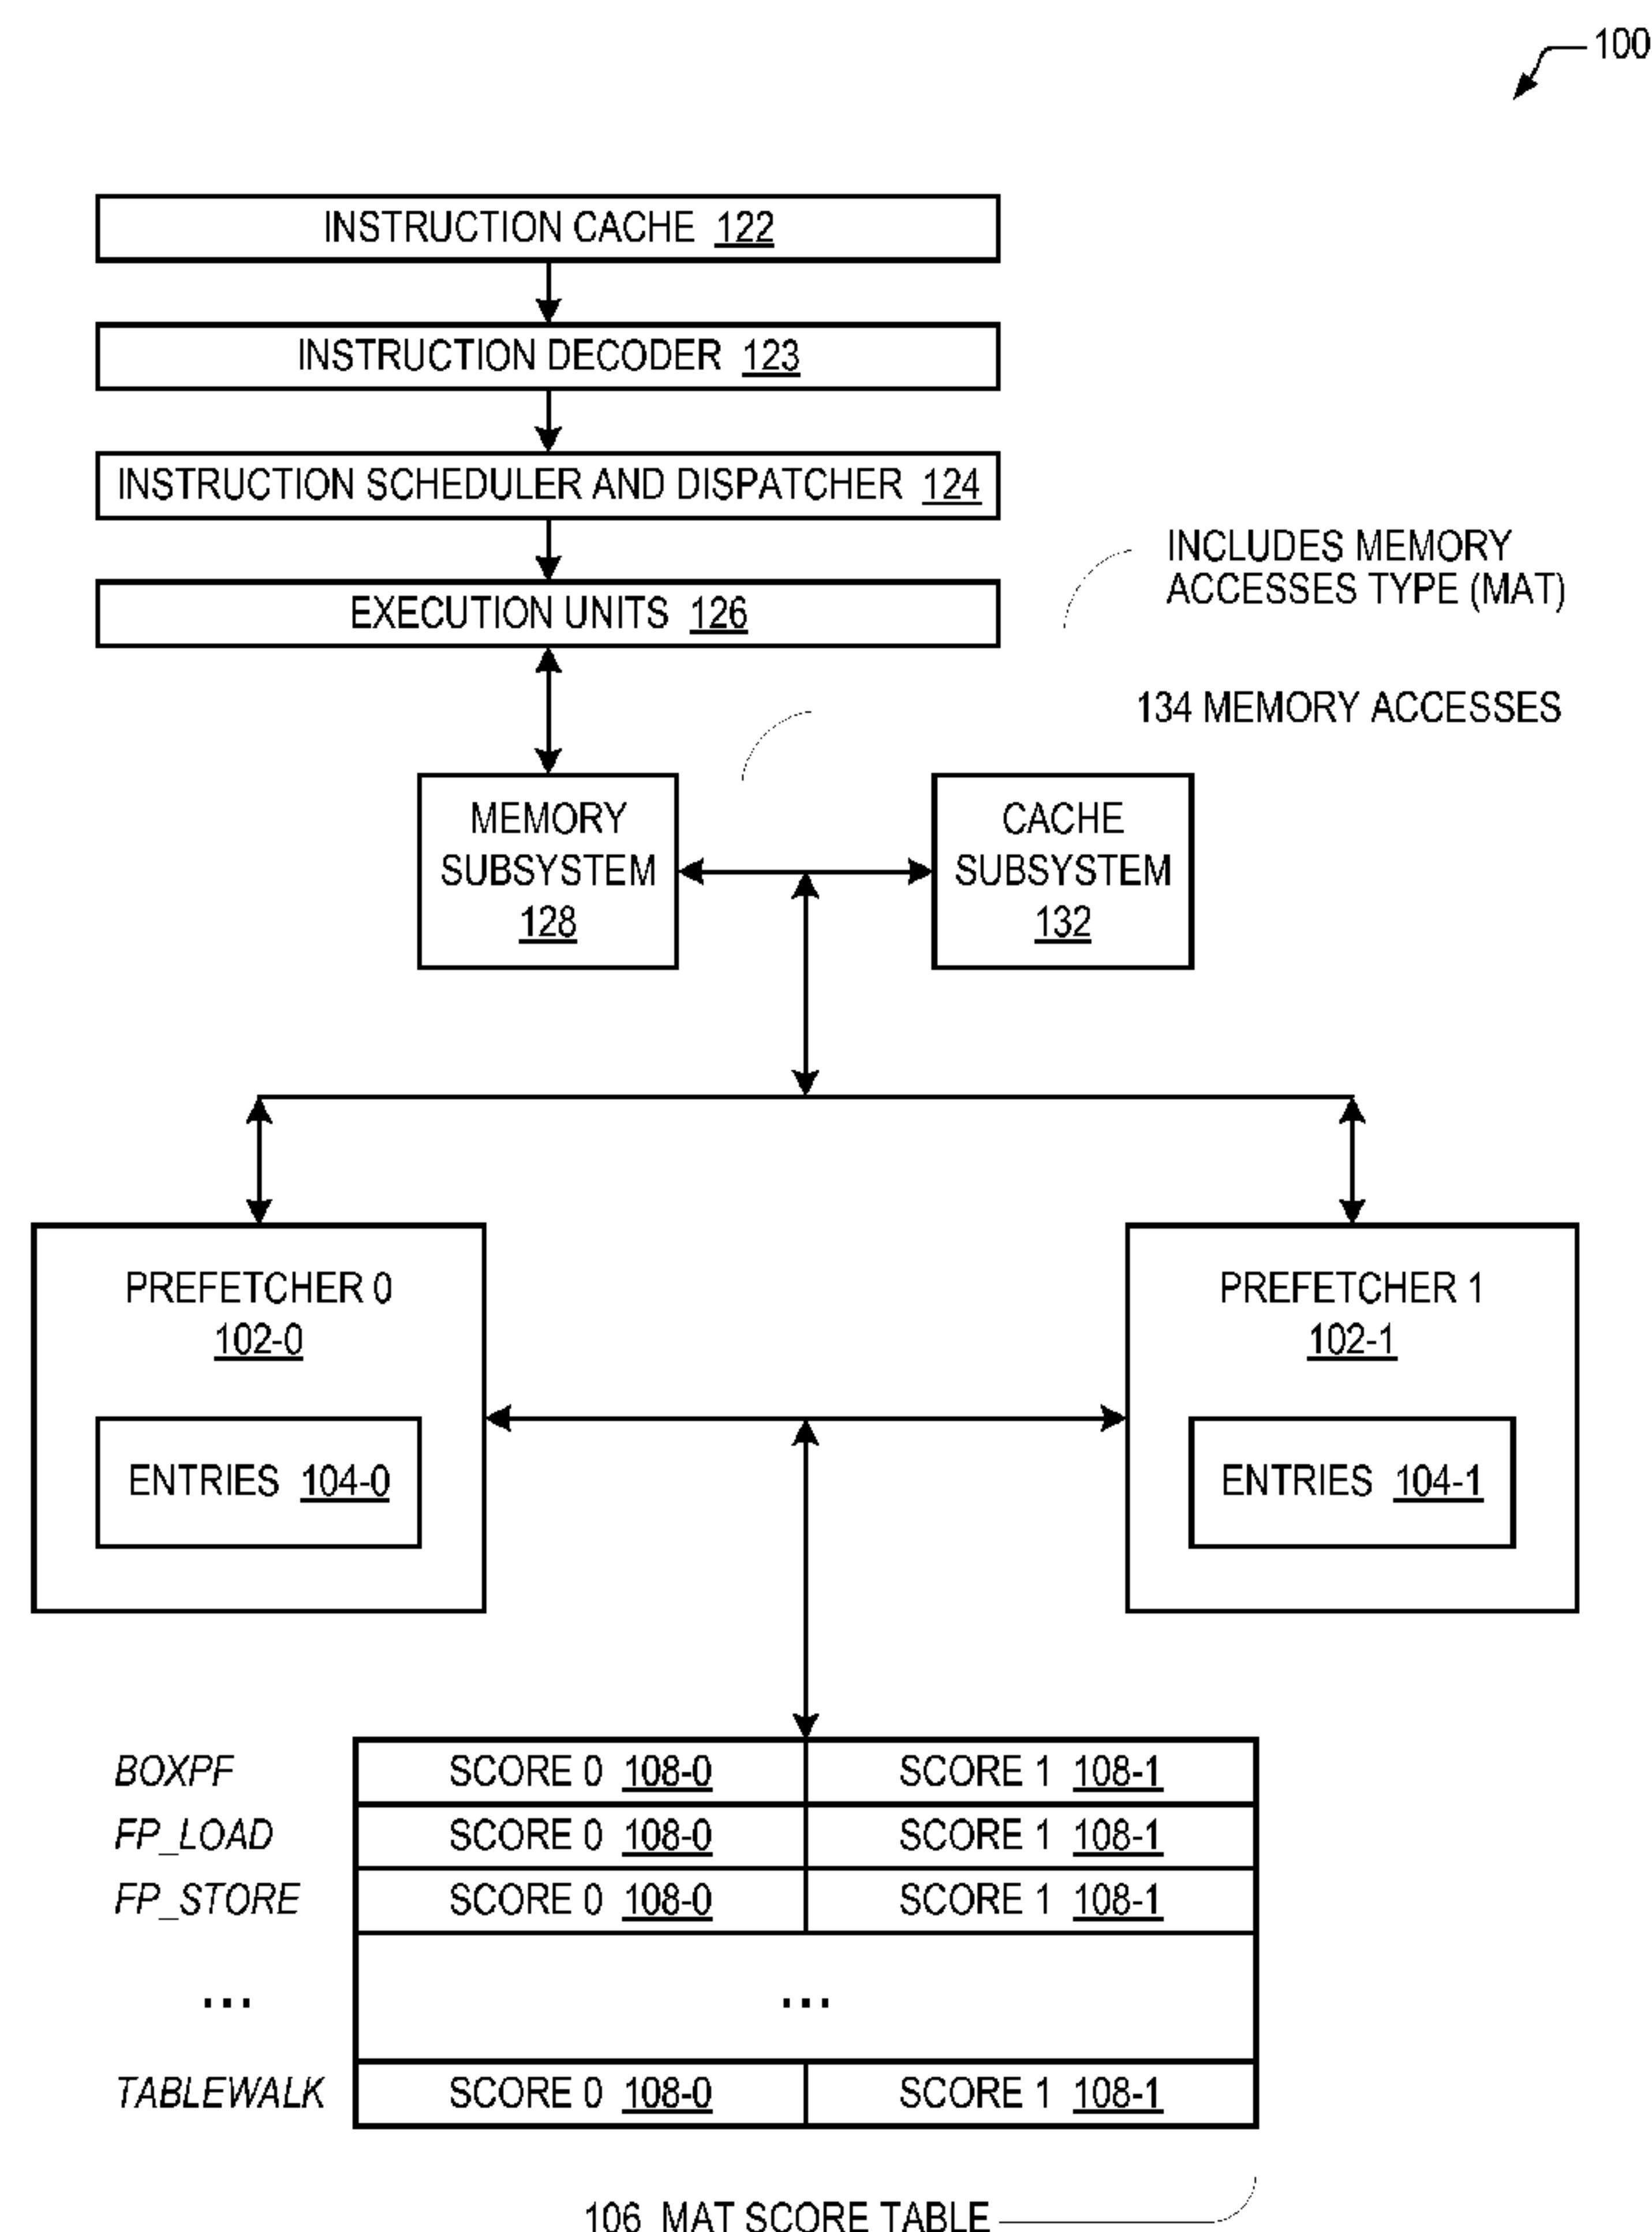 100
INSTRUCTION CACHE 122
INSTRUCTION DECODER 123
INSTRUCTION SCHEDULER AND DISPATCHER 124
EXECUTION UNITS 126
INCLUDES MEMORY
ACCESSES TYPE (MAT)
134 MEMORY ACCESSES
MEMORY
SUBSYSTEM
128
CACHE
SUBSYSTEM
132
PREFETCHER 0
102-0
ENTRIES 104-0
PREFETCHER 1
102-1
ENTRIES 104-1
BOXPF SCORE 0 108-0 SCORE 1 108-1
FP_LOAD SCORE 0 108-0 SCORE 1 108-1
FP_STORE SCORE 0 108-0 SCORE 1 108-1
... ...
TABLEWALK SCORE 0 108-0 SCORE 1 108-1
106 MAT SCORE TABLE